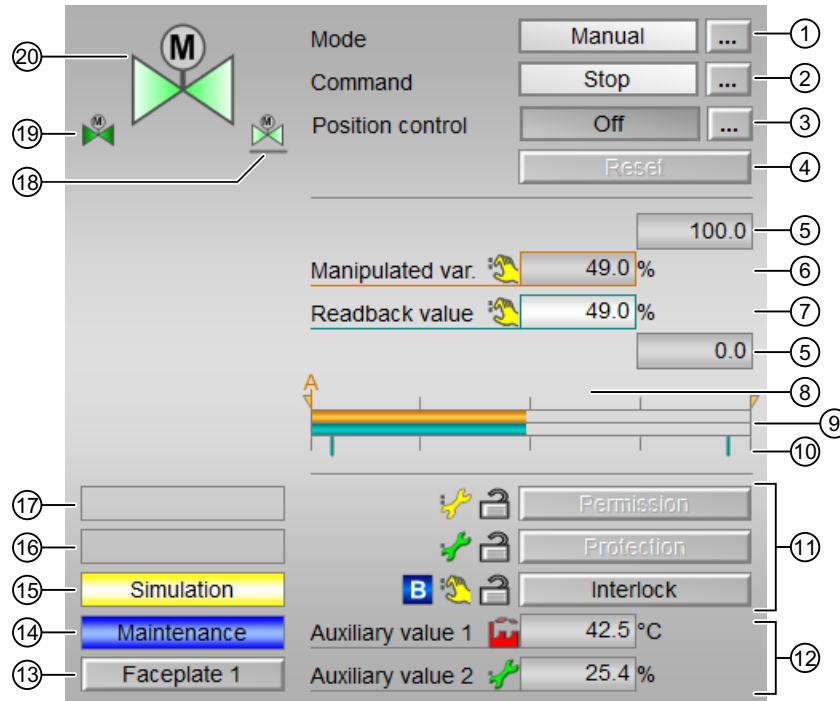 M
Mode Manual ... 1
Command Stop ... 2
Position control Off ... 3
Reset 4
20
M 19
M 18
100.0 5
Manipulated var. 49.0 % 6
Readback value 49.0 % 7
0.0 5
A 8
9
10
17 Permission
16 Protection 11
15 Simulation B Interlock
14 Maintenance Auxiliary value 1 42.5 °C
12
13 Faceplate 1 Auxiliary value 2 25.4 %